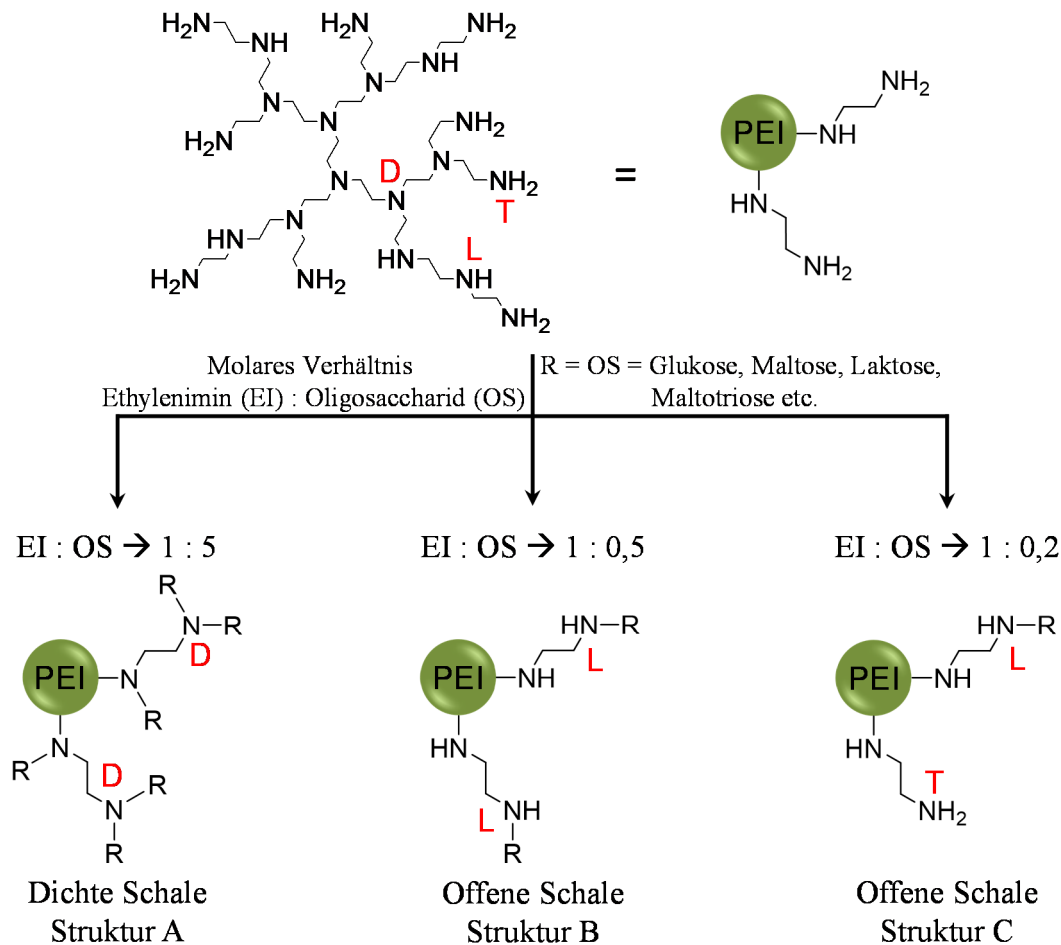 H2N NH H2N NH2
N N NH
NH2
H2N N N
N D N NH2
N T
HN N L
H2N NH2 HN NH
NH2
=
PEI NH NH2
HN
NH2
Molares Verhältnis
Ethylenimin (EI) : Oligosaccharid (OS)
R = OS = Glukose, Maltose, Laktose,
Maltotriose etc.
EI : OS → 1 : 5
R
N R
D
PEI N
R
N
R D R
N
R
Dichte Schale
Struktur A
EI : OS → 1 : 0,5
HN R
L
PEI NH
HN
L NH
R
Offene Schale
Struktur B
EI : OS → 1 : 0,2
HN R
L
PEI NH
HN
T
NH2
Offene Schale
Struktur C